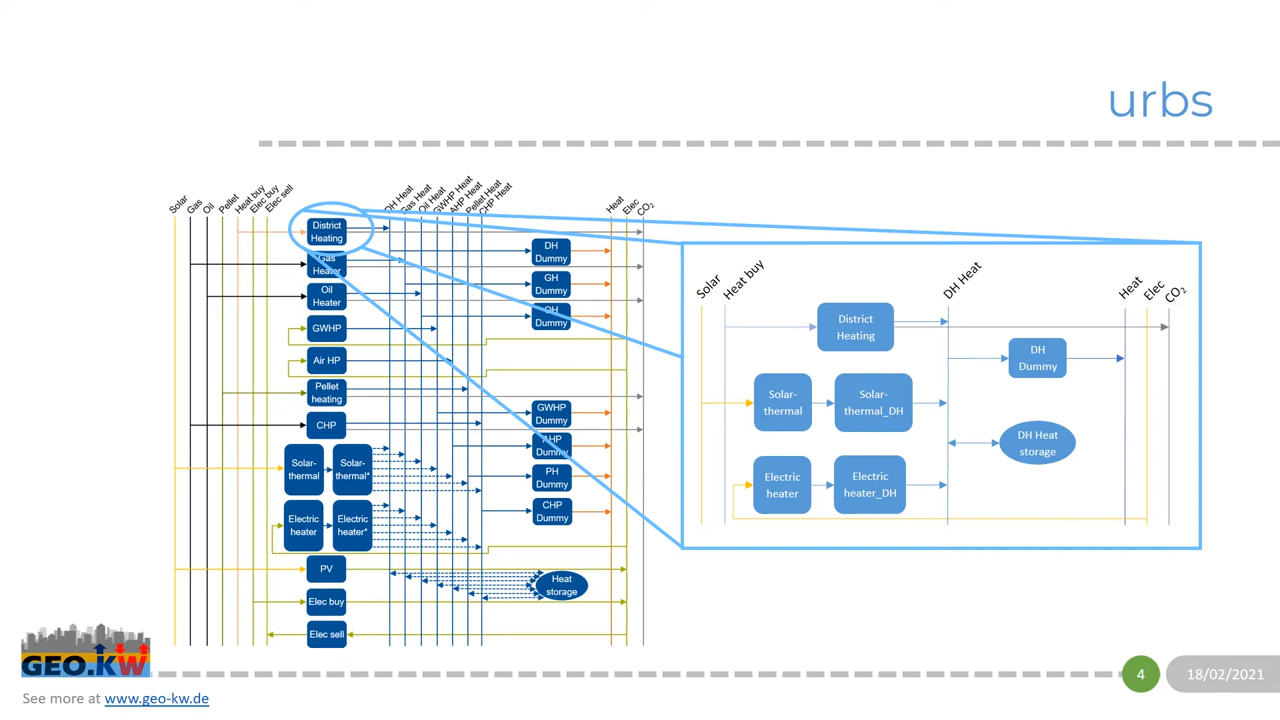 urbs
Solar
Gas
Oil
Pellet
Heat buy
Elec buy
Elec sell
DH Heat
Gas Heat
Oil Heat
GWHP Heat
AHP Heat
Pellet Heat
CHP Heat
Heat
Elec
CO₂
District
Heating
Gas
Heater
Oil
Heater
GWHP
Air HP
Pellet
heating
CHP
Solar-
thermal
Solar-
thermal*
Electric
heater
Electric
heater*
PV
Elec buy
Elec sell
DH
Dummy
GH
Dummy
OH
Dummy
GWHP
Dummy
AHP
Dummy
PH
Dummy
CHP
Dummy
Heat
storage
Solar
Heat buy
DH Heat
Heat
Elec
CO₂
District
Heating
DH
Dummy
Solar-
thermal
Solar-
thermal_DH
DH Heat
storage
Electric
heater
Electric
heater_DH
GEO.KW
See more at www.geo-kw.de
4
18/02/2021